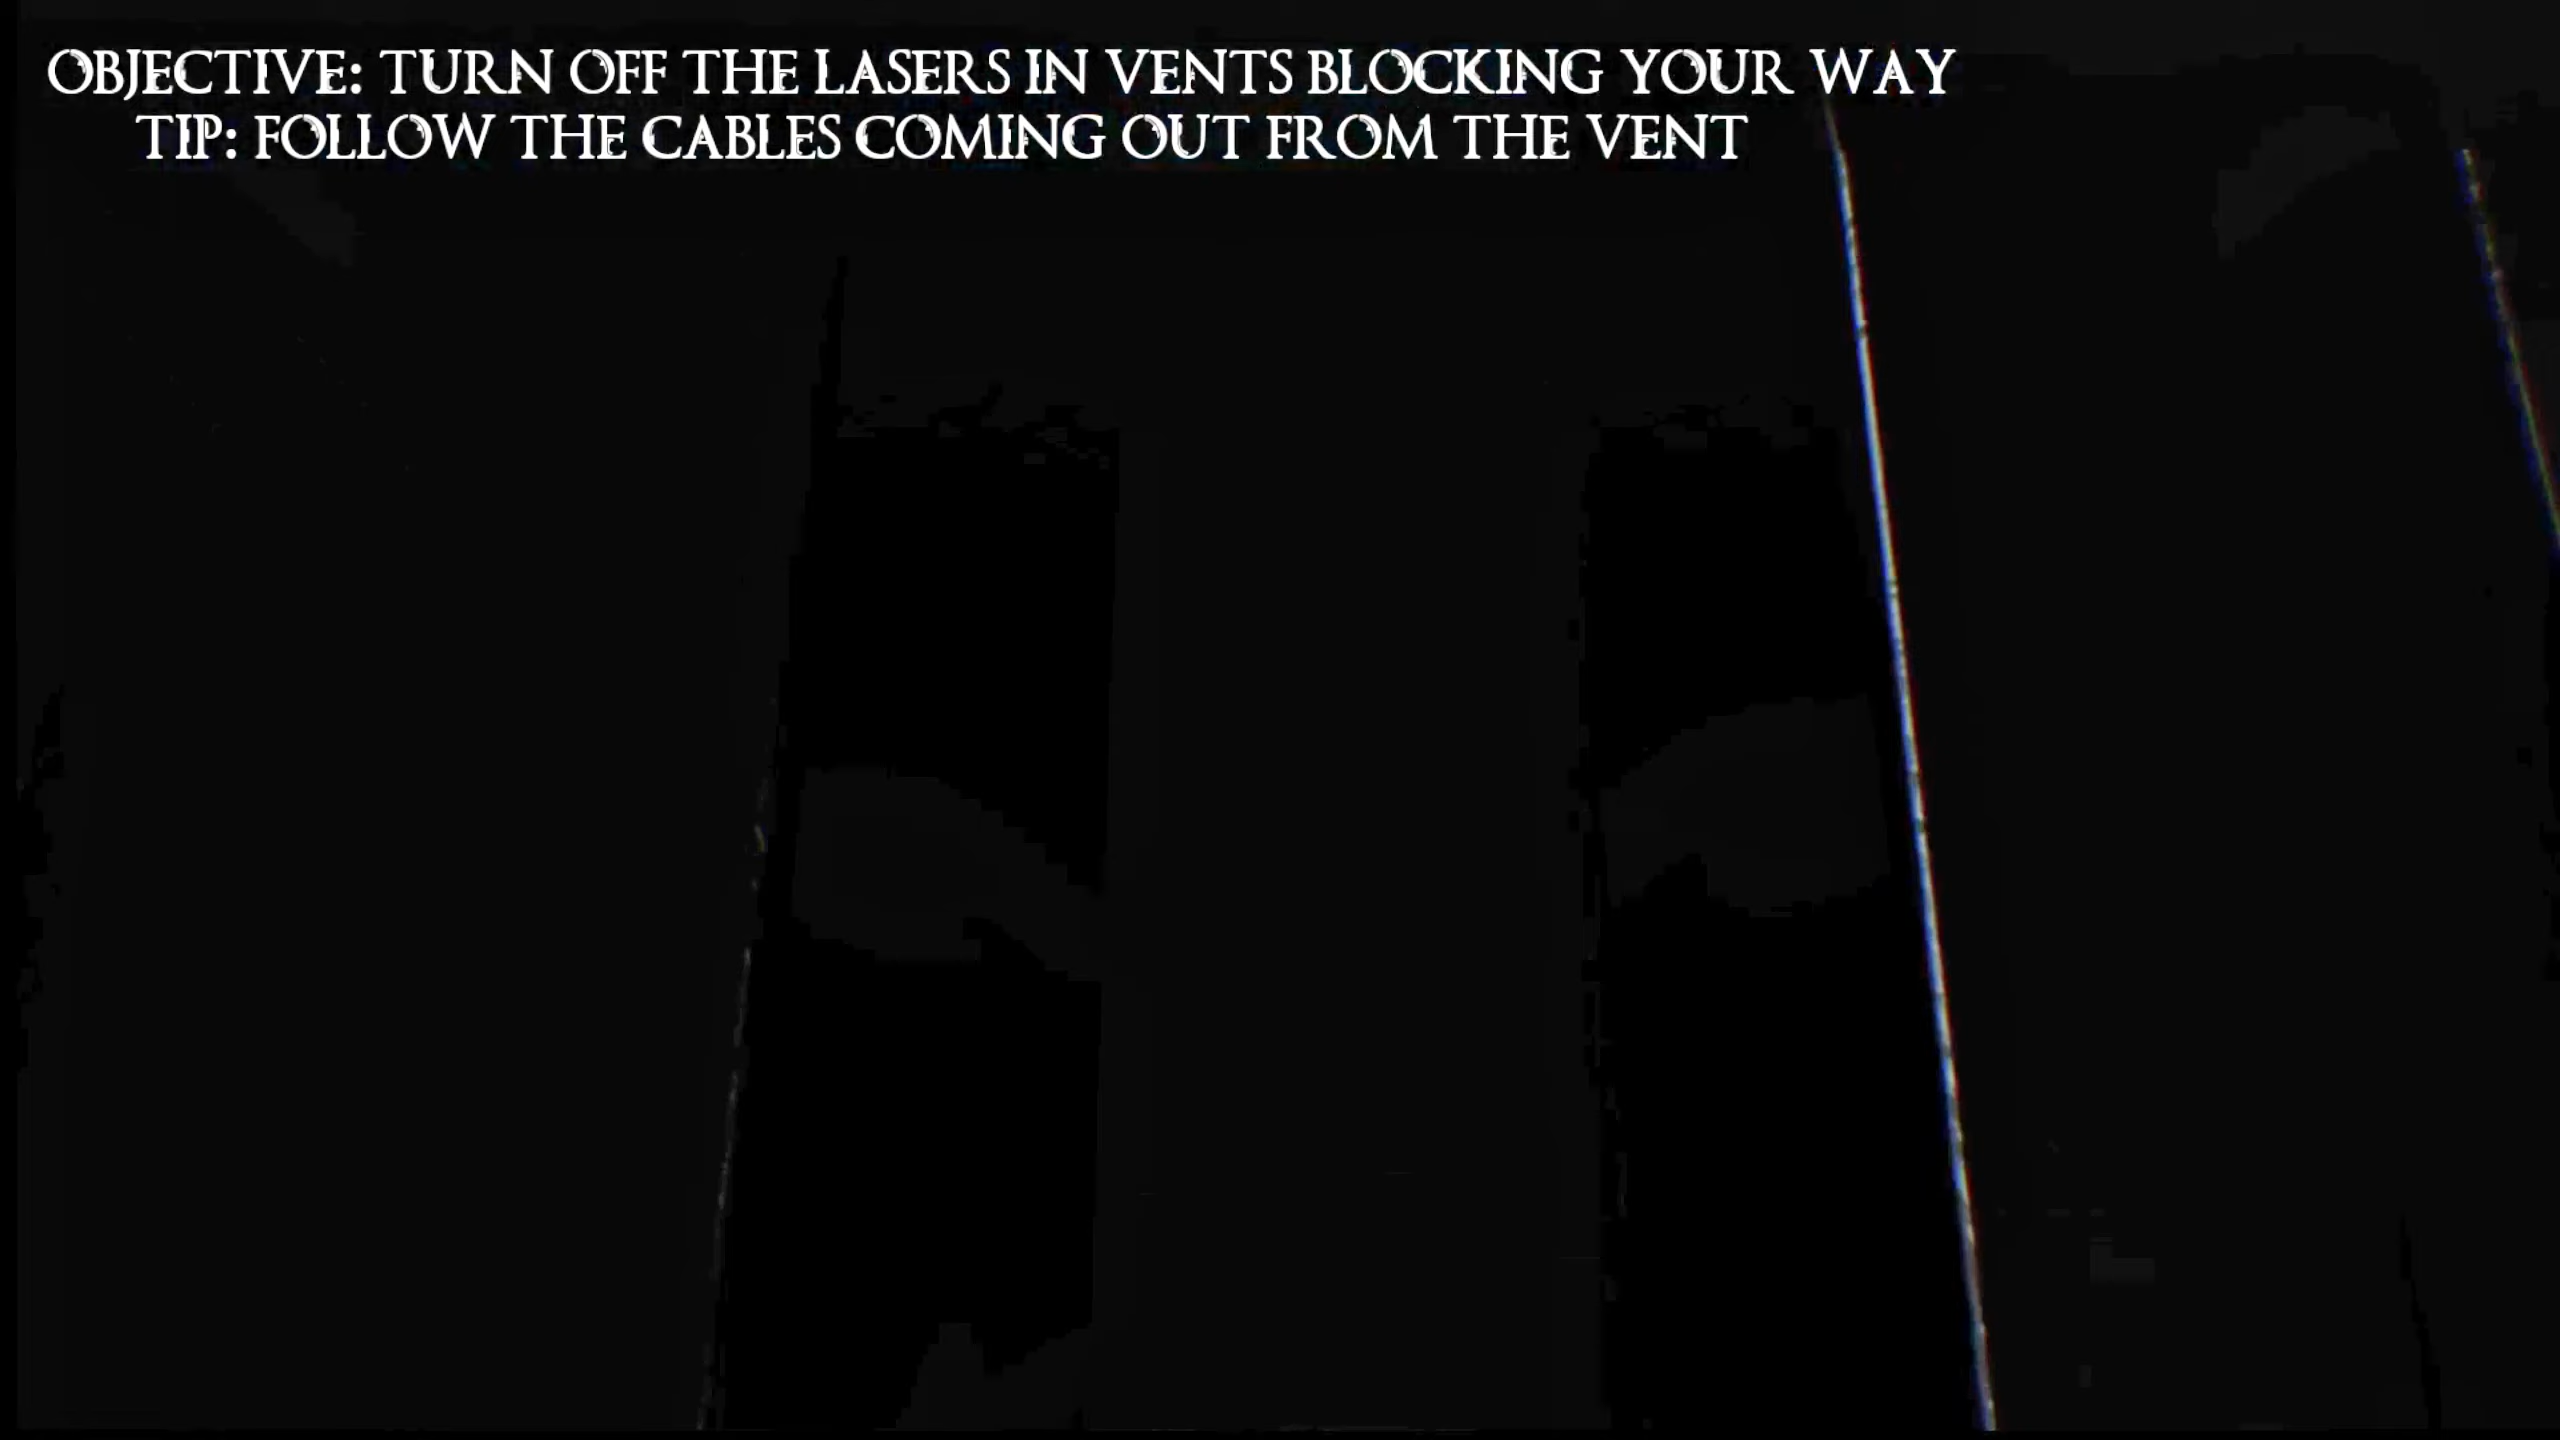 OBJECTIVE: TURN OFF THE LASERS IN VENTS BLOCKING YOUR WAY
TIP: FOLLOW THE CABLES COMING OUT FROM THE VENT